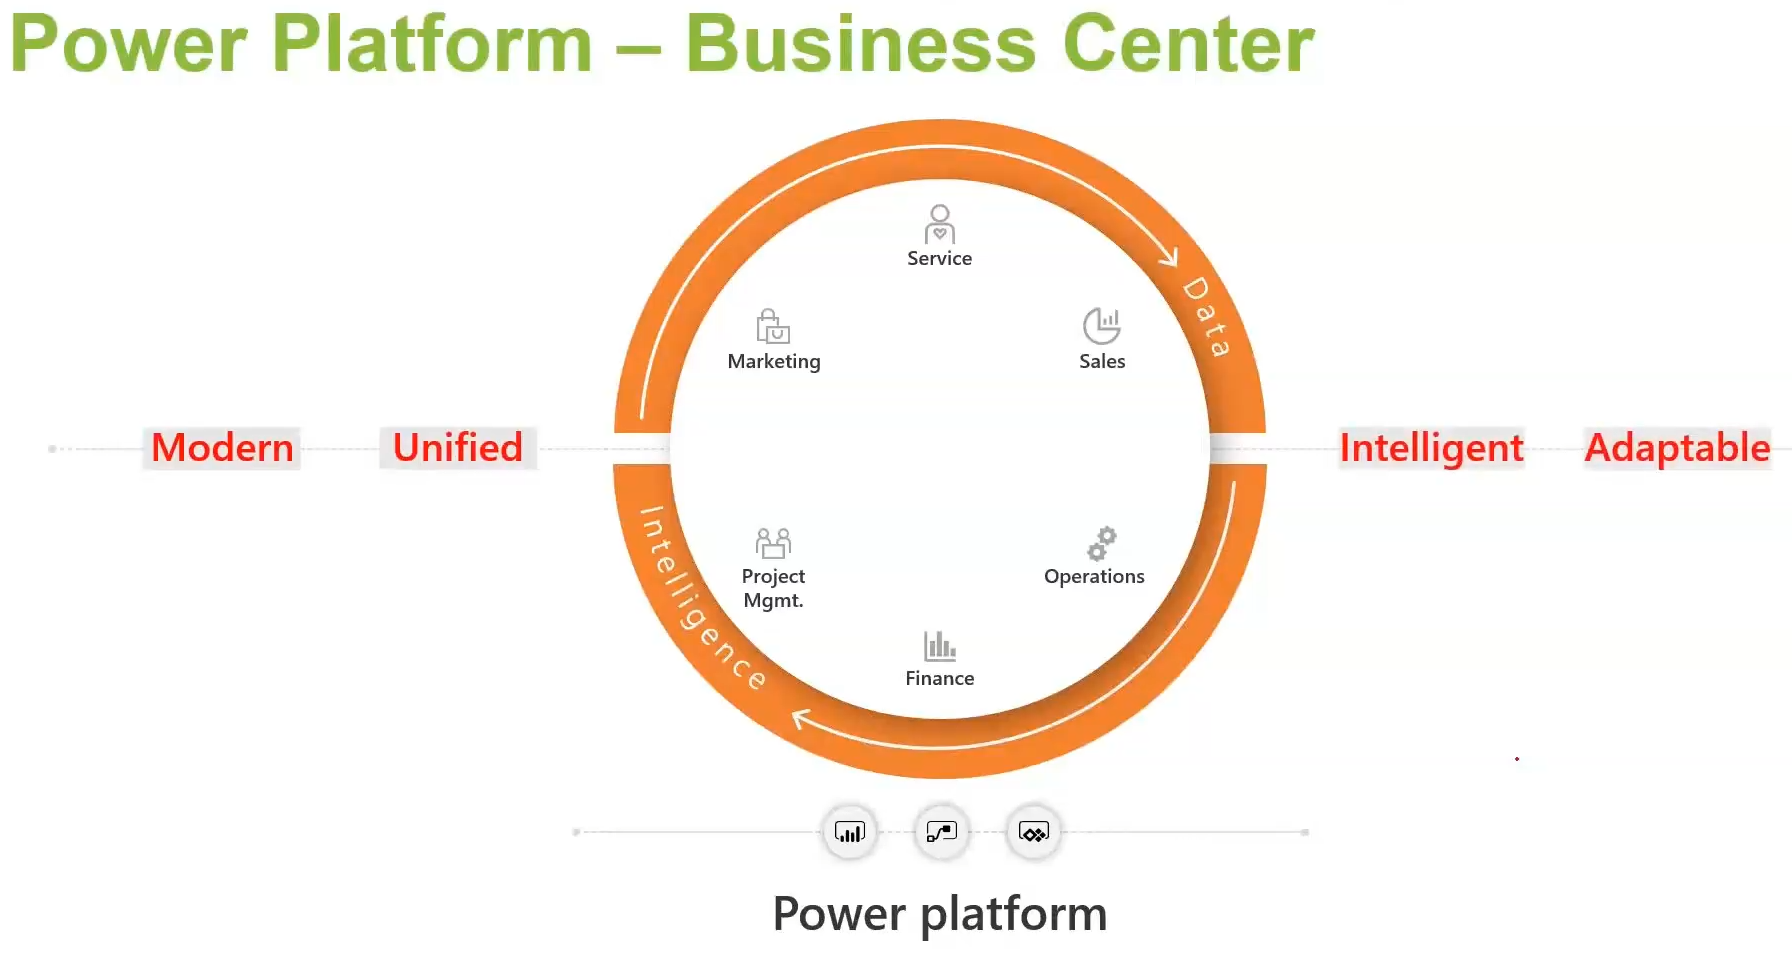 Power Platform – Business Center
Service
Data
Marketing
Sales
Modern
Unified
Intelligent
Adaptable
Intelligence
Project
Mgmt.
Operations
Finance
Power platform